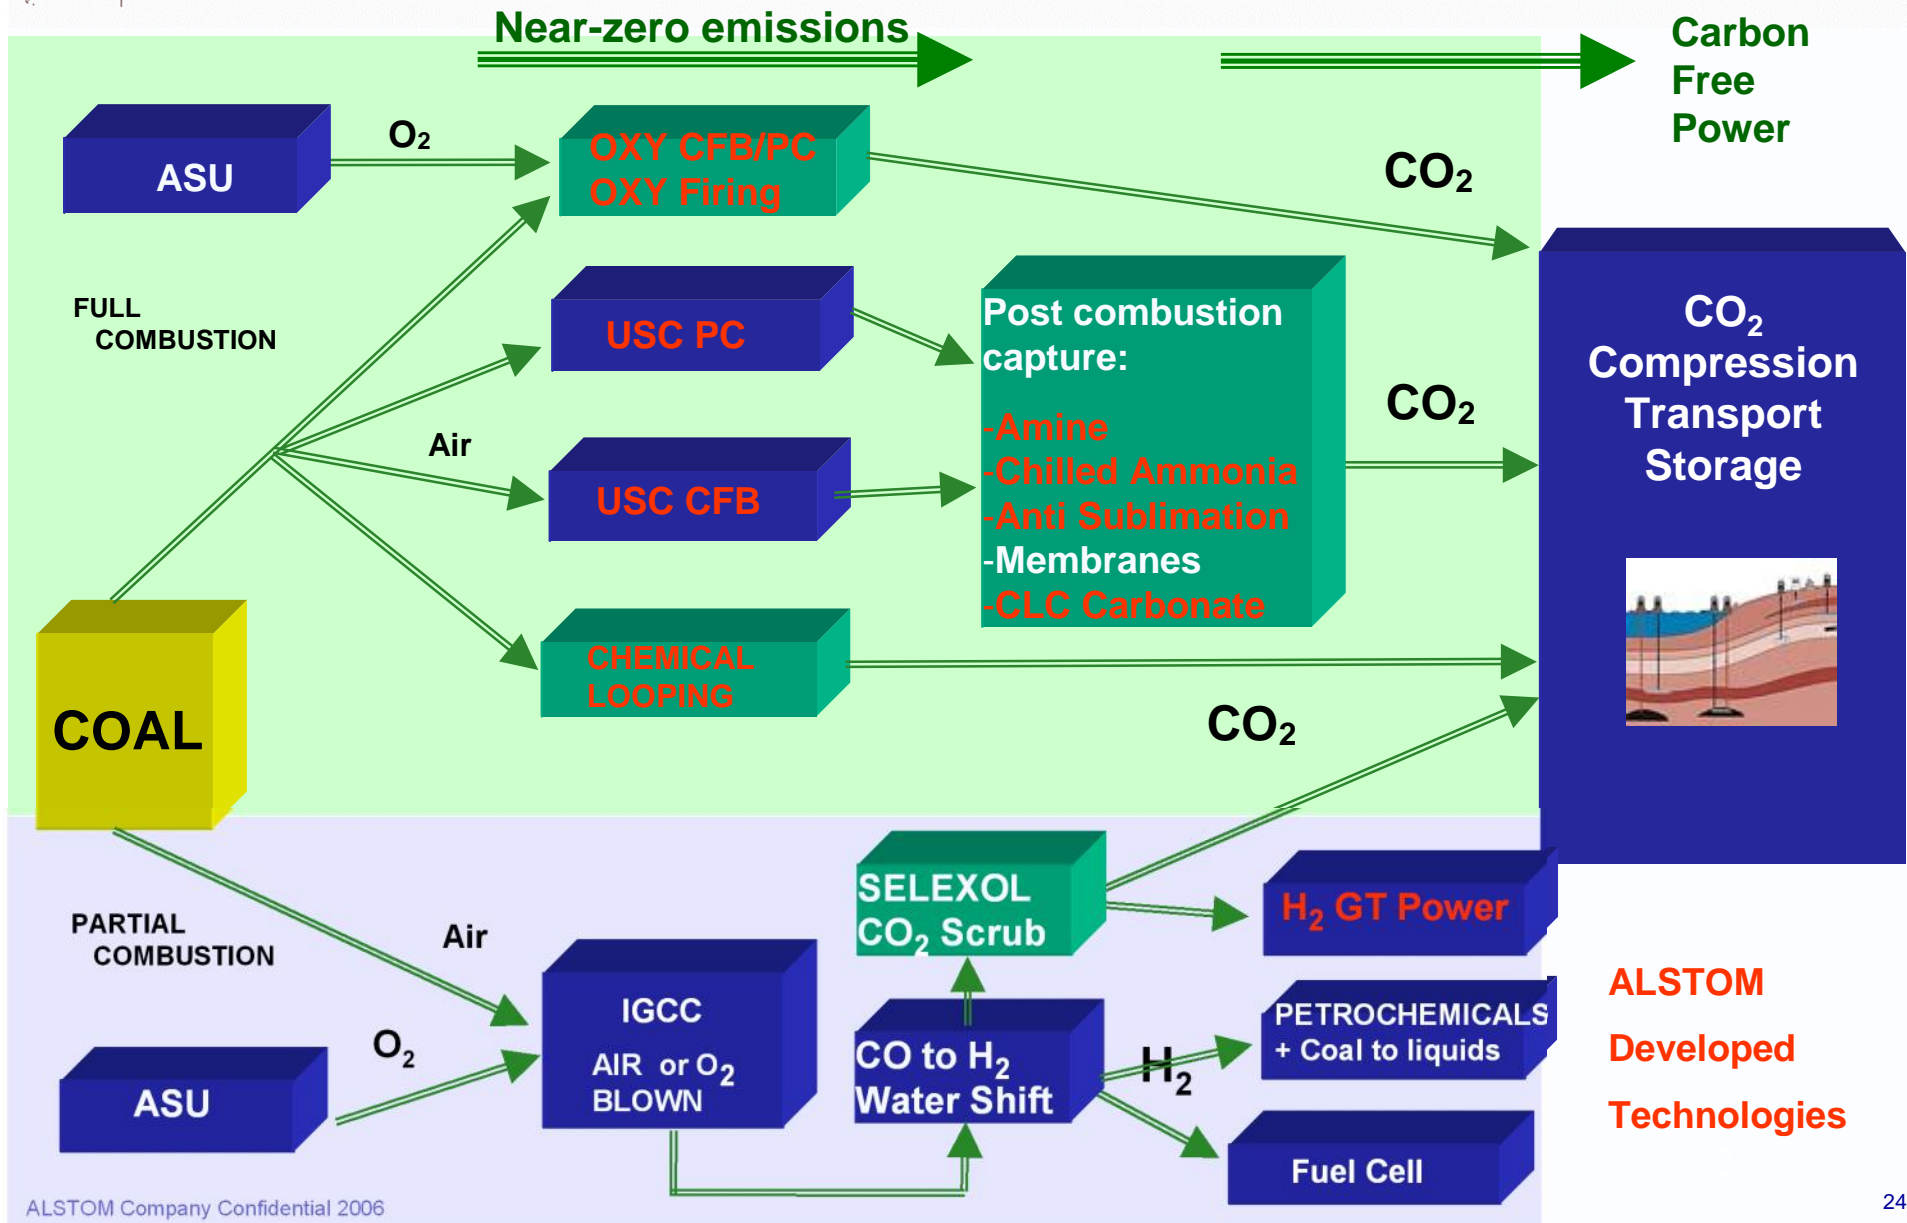 Near-zero emissions
Carbon
Free
Power
ASU
O₂
OXY CFB/PC
OXY Firing
CO₂
FULL
COMBUSTION
USC PC
Air
USC CFB
Post combustion
capture:
-Amine
-Chilled Ammonia
-Anti Sublimation
-Membranes
-CLC Carbonate
CO₂
CO₂
Compression
Transport
Storage
CHEMICAL
LOOPING
CO₂
COAL
PARTIAL
COMBUSTION
Air
ASU
O₂
IGCC
AIR or O₂
BLOWN
SELEXOL
CO₂ Scrub
CO to H₂
Water Shift
H₂
H₂ GT Power
PETROCHEMICALS
+ Coal to liquids
Fuel Cell
ALSTOM
Developed
Technologies
ALSTOM Company Confidential 2006
24